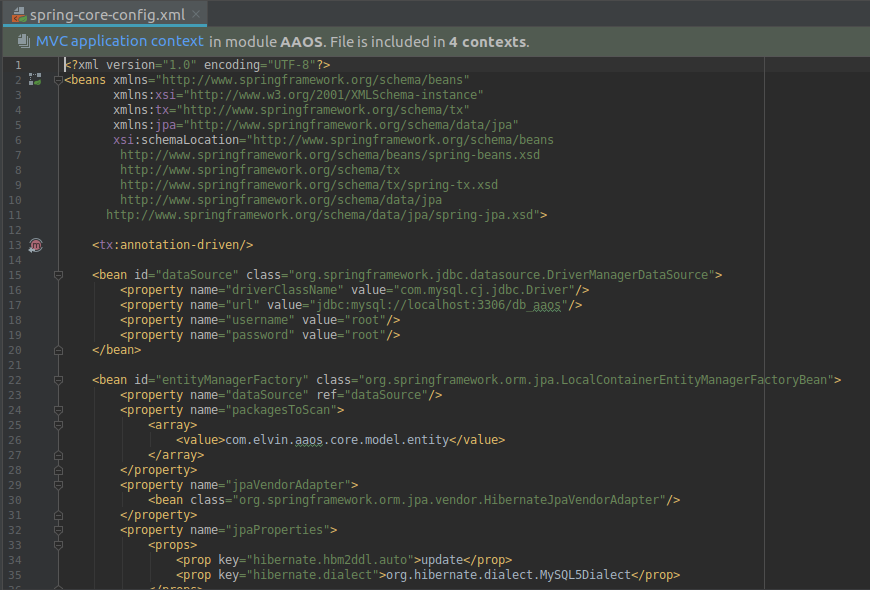 spring-core-config.xml
MVC application context in module AAOS. File is included in 4 contexts.
1 <?xml version="1.0" encoding="UTF-8"?>
2 <beans xmlns="http://www.springframework.org/schema/beans"
3 xmlns:xsi="http://www.w3.org/2001/XMLSchema-instance"
4 xmlns:tx="http://www.springframework.org/schema/tx"
5 xmlns:jpa="http://www.springframework.org/schema/data/jpa"
6 xsi:schemaLocation="http://www.springframework.org/schema/beans
7 http://www.springframework.org/schema/beans/spring-beans.xsd
8 http://www.springframework.org/schema/tx
9 http://www.springframework.org/schema/tx/spring-tx.xsd
10 http://www.springframework.org/schema/data/jpa
11 http://www.springframework.org/schema/data/jpa/spring-jpa.xsd">
12
13 <tx:annotation-driven/>
14
15 <bean id="dataSource" class="org.springframework.jdbc.datasource.DriverManagerDataSource">
16 <property name="driverClassName" value="com.mysql.cj.jdbc.Driver"/>
17 <property name="url" value="jdbc:mysql://localhost:3306/db_aaos"/>
18 <property name="username" value="root"/>
19 <property name="password" value="root"/>
20 </bean>
21
22 <bean id="entityManagerFactory" class="org.springframework.orm.jpa.LocalContainerEntityManagerFactoryBean">
23 <property name="dataSource" ref="dataSource"/>
24 <property name="packagesToScan">
25 <array>
26 <value>com.elvin.aaos.core.model.entity</value>
27 </array>
28 </property>
29 <property name="jpaVendorAdapter">
30 <bean class="org.springframework.orm.jpa.vendor.HibernateJpaVendorAdapter"/>
31 </property>
32 <property name="jpaProperties">
33 <props>
34 <prop key="hibernate.hbm2ddl.auto">update</prop>
35 <prop key="hibernate.dialect">org.hibernate.dialect.MySQL5Dialect</prop>